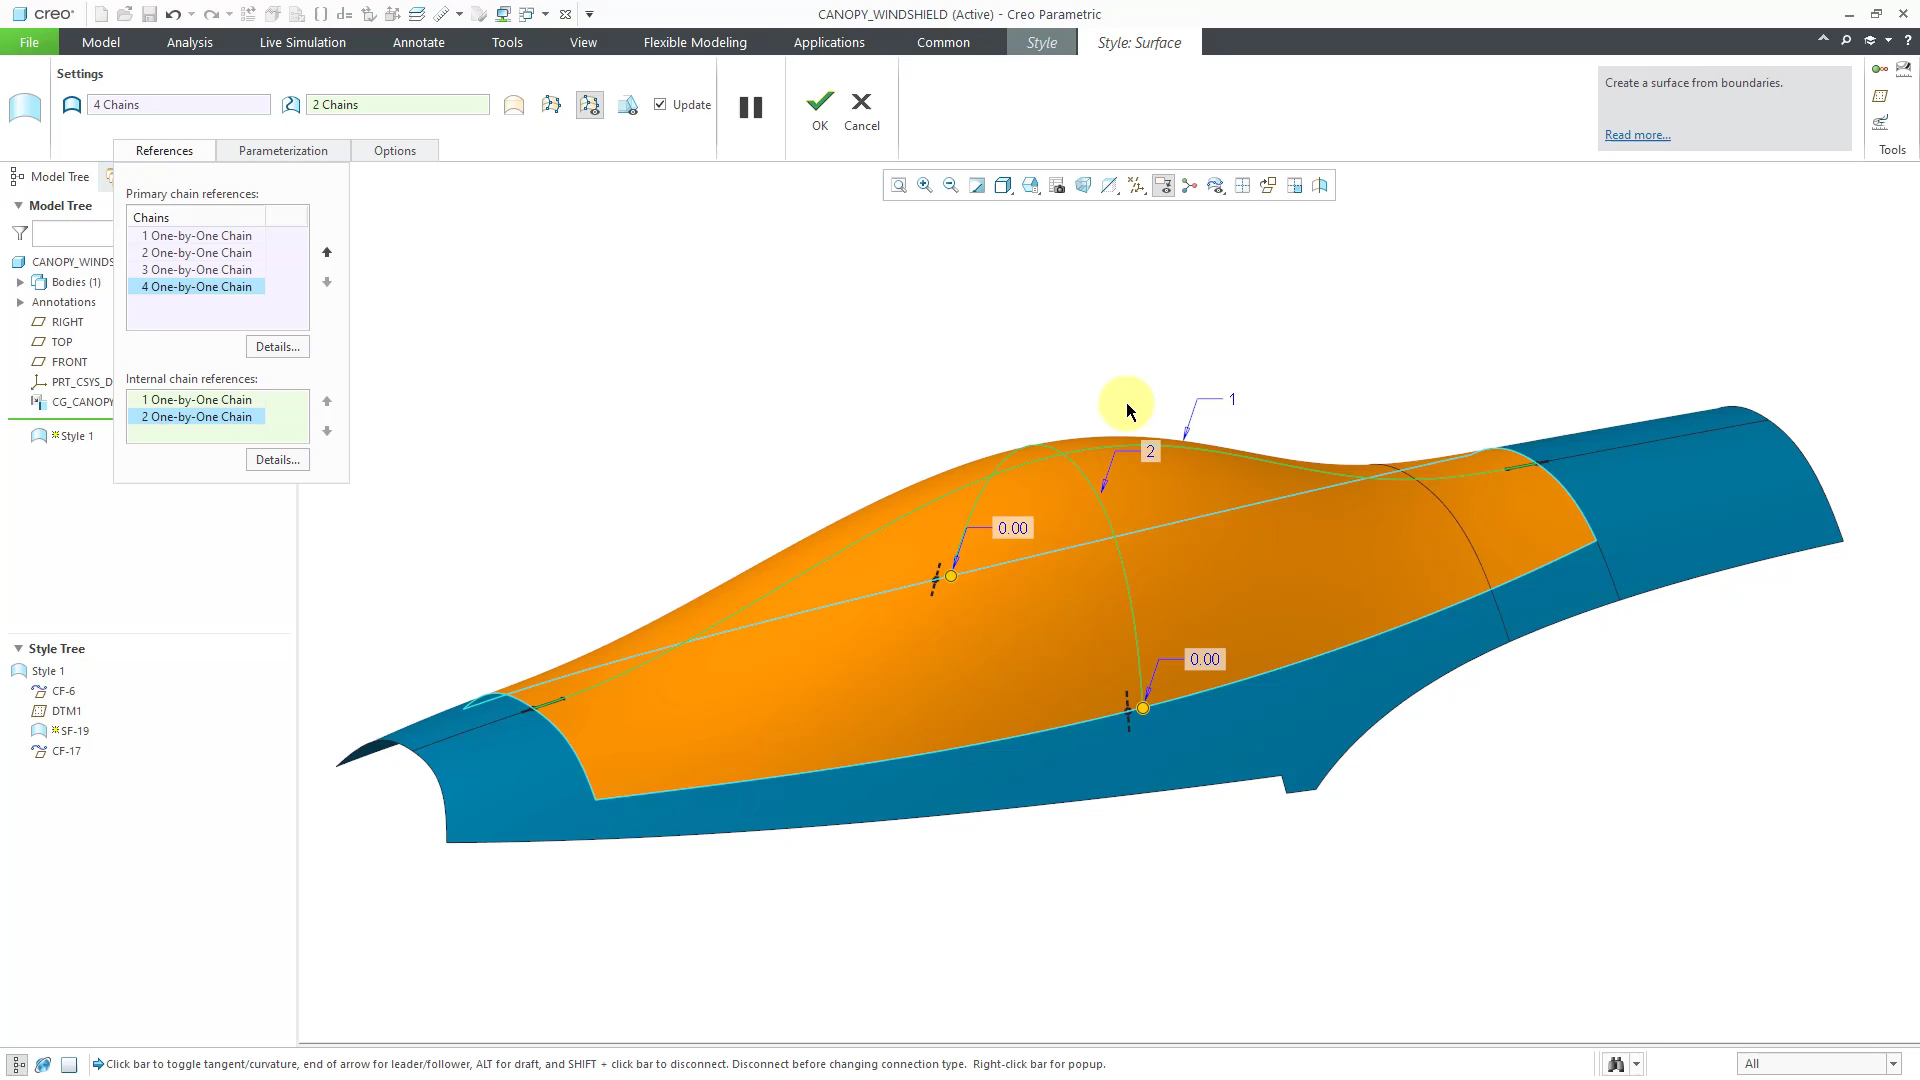 creo
CANOPY_WINDSHIELD (Active) - Creo Parametric
File
Model
Analysis
Live Simulation
Annotate
Tools
View
Flexible Modeling
Applications
Common
Style
Style: Surface
Settings
4 Chains
2 Chains
Update
OK
Cancel
Create a surface from boundaries.
Read more...
Tools
References
Parameterization
Options
Model Tree
Model Tree
CANOPY_WINDS
Bodies (1)
Annotations
RIGHT
TOP
FRONT
PRT_CSYS_D
CG_CANOPY
Style 1
Primary chain references:
Chains
1 One-by-One Chain
2 One-by-One Chain
3 One-by-One Chain
4 One-by-One Chain
Details...
Internal chain references:
1 One-by-One Chain
2 One-by-One Chain
Details...
1
2
0.00
0.00
Style Tree
Style 1
CF-6
DTM1
SF-19
CF-17
Click bar to toggle tangent/curvature, end of arrow for leader/follower, ALT for draft, and SHIFT + click bar to disconnect. Disconnect before changing connection type. Right-click bar for popup.
All